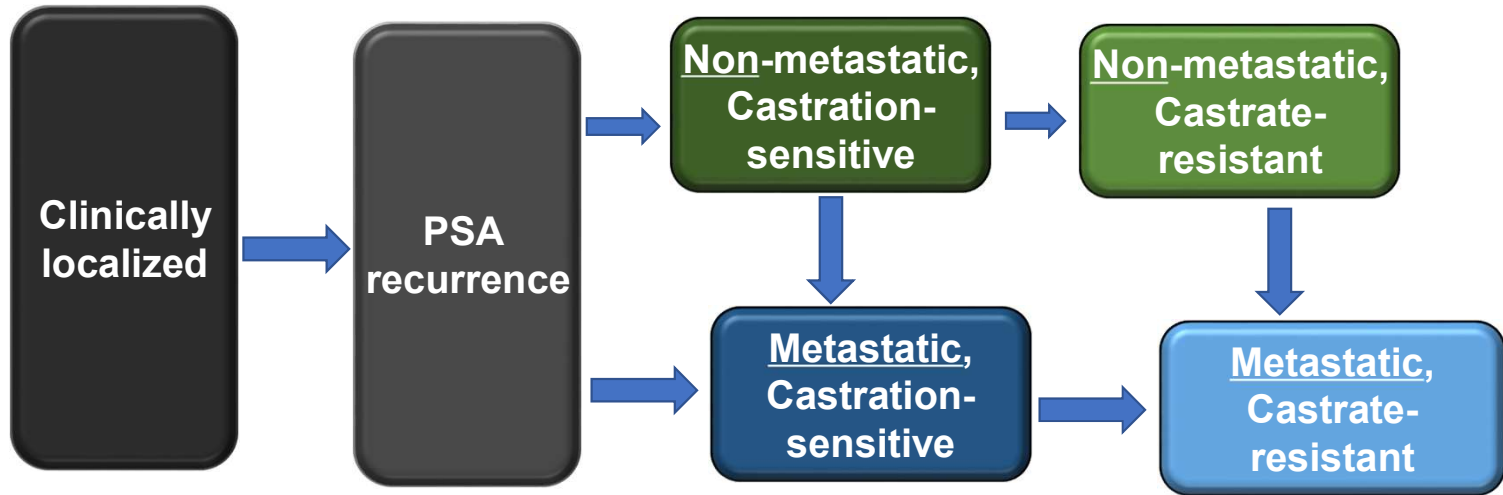 Clinically
localized
PSA
recurrence
Non-metastatic,
Castration-
sensitive
Non-metastatic,
Castrate-
resistant
Metastatic,
Castration-
sensitive
Metastatic,
Castrate-
resistant